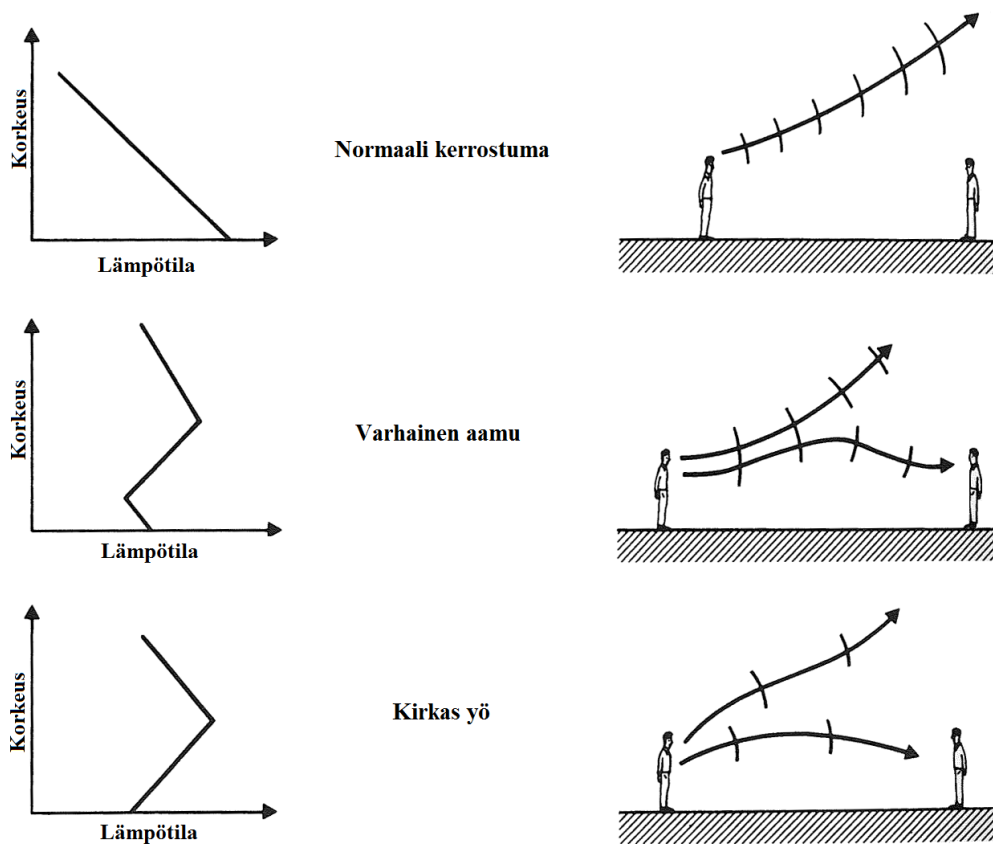 Korkeus
Normaali kerrostuma
Lämpötila
Korkeus
Varhainen aamu
Lämpötila
Korkeus
Kirkas yö
Lämpötila